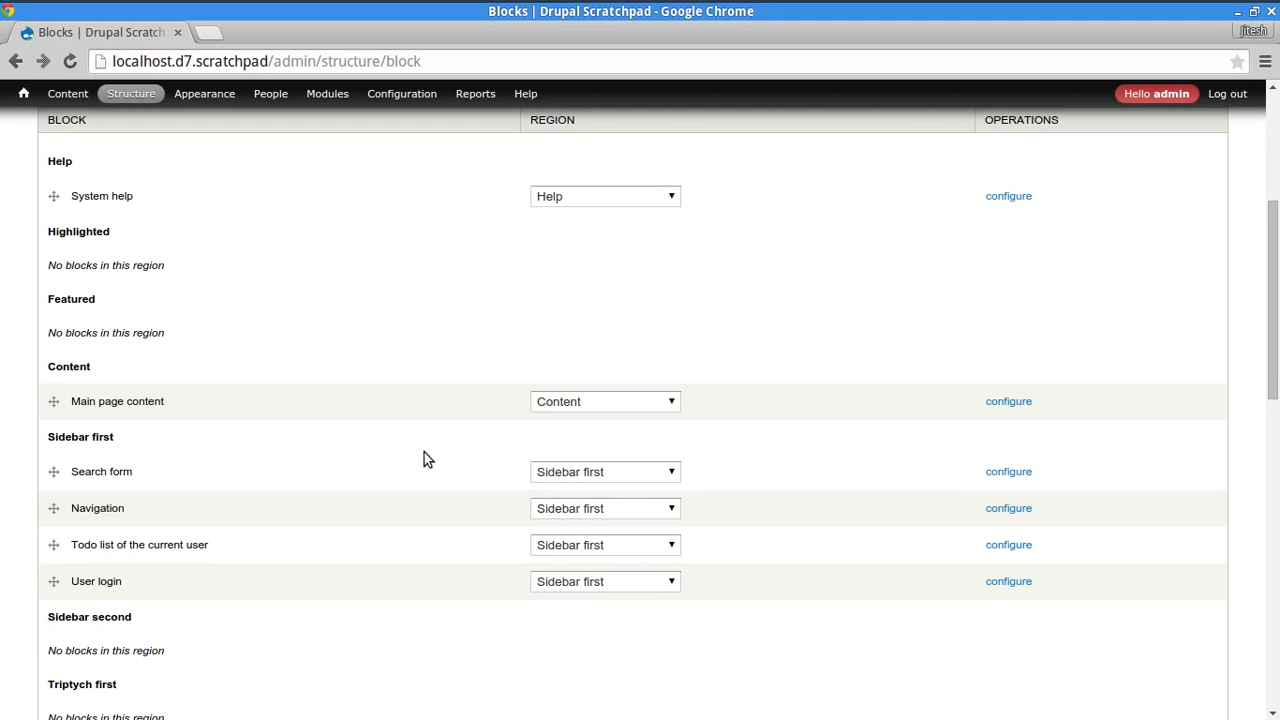 Blocks | Drupal Scratchpad - Google Chrome
Blocks | Drupal Scratch
jitesh
localhost.d7.scratchpad/admin/structure/block
Content Structure Appearance People Modules Configuration Reports Help Hello admin Log out
BLOCK REGION OPERATIONS
Help
System help Help configure
Highlighted
No blocks in this region
Featured
No blocks in this region
Content
Main page content Content configure
Sidebar first
Search form Sidebar first configure
Navigation Sidebar first configure
Todo list of the current user Sidebar first configure
User login Sidebar first configure
Sidebar second
No blocks in this region
Triptych first
No blocks in this region